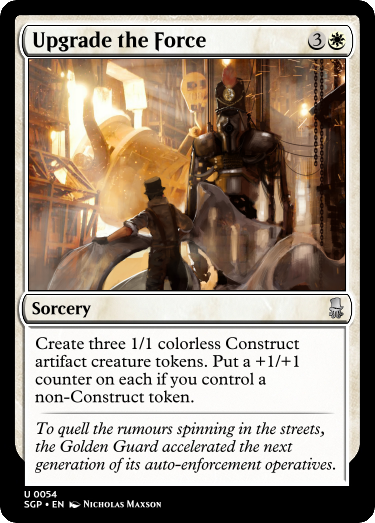 Upgrade the Force 3
Sorcery
Create three 1/1 colorless Construct
artifact creature tokens. Put a +1/+1
counter on each if you control a
non-Construct token.
To quell the rumours spinning in the streets,
the Golden Guard accelerated the next
generation of its auto-enforcement operatives.
U 0054
SGP • EN Nicholas Maxson